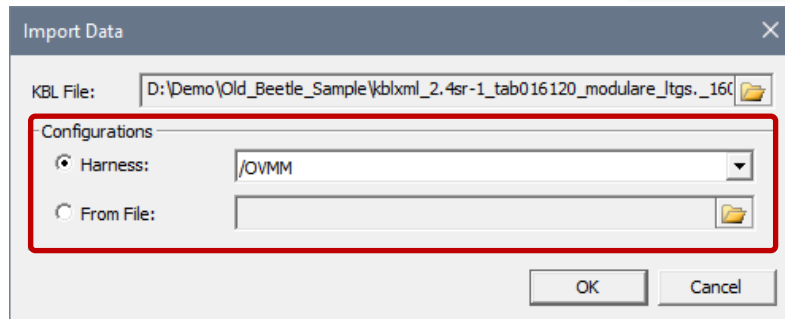 Import Data
KBL File: D:\Demo\Old_Beetle_Sample\kblxml_2.4sr-1_tab016120_modulare_ltgs._160
Configurations
Harness: /OVMM
From File:
OK Cancel